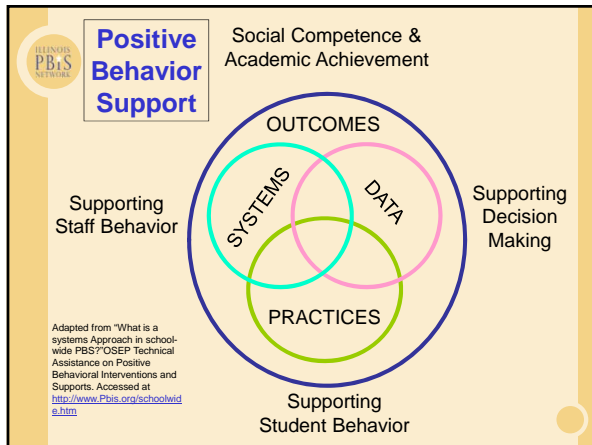 ILLINOIS
PBIS
NETWORK
Positive
Behavior
Support
Social Competence &
Academic Achievement
OUTCOMES
SYSTEMS
DATA
Supporting
Staff Behavior
Supporting
Decision
Making
PRACTICES
Adapted from “What is a
systems Approach in school-
wide PBS?”OSEP Technical
Assistance on Positive
Behavioral Interventions and
Supports. Accessed at
http://www.Pbis.org/schoolwid
e.htm
Supporting
Student Behavior